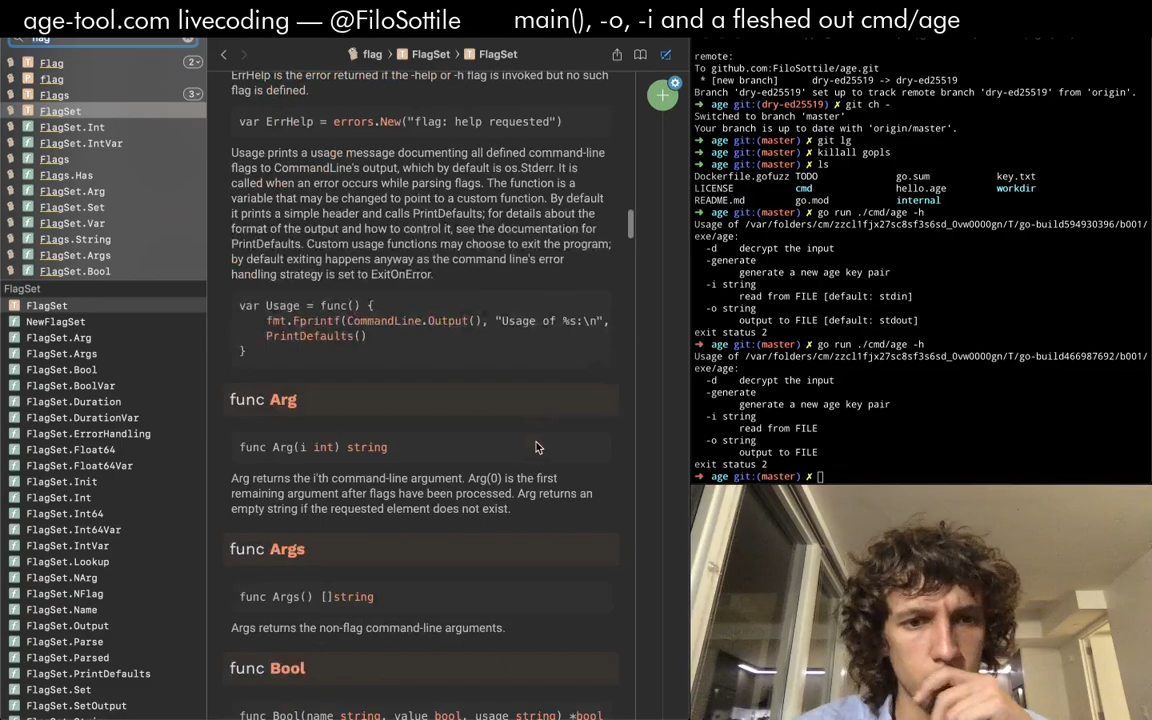 age-tool.com livecoding — @FiloSottile main(), -o, -i and a fleshed out cmd/age
flag
Flag 2
flag
Flags 3
FlagSet
FlagSet.Int
FlagSet.IntVar
Flags
Flags.Has
FlagSet.Arg
FlagSet.Set
FlagSet.Var
Flags.String
FlagSet.Args
FlagSet.Bool
FlagSet
FlagSet
NewFlagSet
FlagSet.Arg
FlagSet.Args
FlagSet.Bool
FlagSet.BoolVar
FlagSet.Duration
FlagSet.DurationVar
FlagSet.ErrorHandling
FlagSet.Float64
FlagSet.Float64Var
FlagSet.Init
FlagSet.Int
FlagSet.Int64
FlagSet.Int64Var
FlagSet.IntVar
FlagSet.Lookup
FlagSet.NArg
FlagSet.NFlag
FlagSet.Name
FlagSet.Output
FlagSet.Parse
FlagSet.Parsed
FlagSet.PrintDefaults
FlagSet.Set
FlagSet.SetOutput
flag › FlagSet › FlagSet
ErrHelp is the error returned if the -help or -h flag is invoked but no such
flag is defined.
var ErrHelp = errors.New("flag: help requested")
Usage prints a usage message documenting all defined command-line
flags to CommandLine's output, which by default is os.Stderr. It is
called when an error occurs while parsing flags. The function is a
variable that may be changed to point to a custom function. By default
it prints a simple header and calls PrintDefaults; for details about the
format of the output and how to control it, see the documentation for
PrintDefaults. Custom usage functions may choose to exit the program;
by default exiting happens anyway as the command line's error
handling strategy is set to ExitOnError.
var Usage = func() {
fmt.Fprintf(CommandLine.Output(), "Usage of %s:\n",
PrintDefaults()
}
func Arg
func Arg(i int) string
Arg returns the i'th command-line argument. Arg(0) is the first
remaining argument after flags have been processed. Arg returns an
empty string if the requested element does not exist.
func Args
func Args() []string
Args returns the non-flag command-line arguments.
func Bool
func Bool(name string, value bool, usage string) *bool
remote:
To github.com:FiloSottile/age.git
* [new branch] dry-ed25519 -> dry-ed25519
Branch 'dry-ed25519' set up to track remote branch 'dry-ed25519' from 'origin'.
➜ age git:(dry-ed25519) ✗ git ch -
Switched to branch 'master'
Your branch is up to date with 'origin/master'.
➜ age git:(master) ✗ git lg
➜ age git:(master) ✗ killall gopls
➜ age git:(master) ✗ ls
Dockerfile.gofuzz TODO go.sum key.txt
LICENSE cmd hello.age workdir
README.md go.mod internal
➜ age git:(master) ✗ go run ./cmd/age -h
Usage of /var/folders/cm/zzcl1fjx27sc8sf3s6sd_0vw0000gn/T/go-build594930396/b001/
exe/age:
-d decrypt the input
-generate
generate a new age key pair
-i string
read from FILE [default: stdin]
-o string
output to FILE [default: stdout]
exit status 2
➜ age git:(master) ✗ go run ./cmd/age -h
Usage of /var/folders/cm/zzcl1fjx27sc8sf3s6sd_0vw0000gn/T/go-build466987692/b001/
exe/age:
-d decrypt the input
-generate
generate a new age key pair
-i string
read from FILE
-o string
output to FILE
exit status 2
➜ age git:(master) ✗